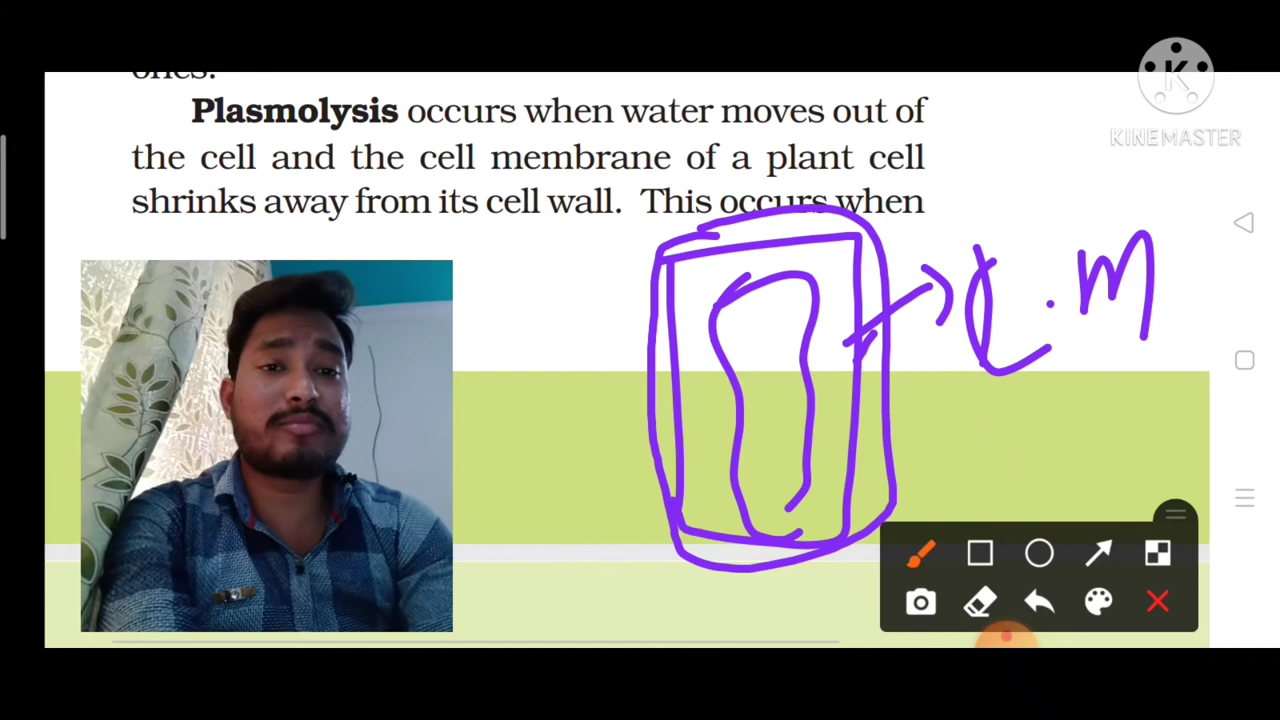 ones.
Plasmolysis occurs when water moves out of
the cell and the cell membrane of a plant cell
shrinks away from its cell wall. This occurs when
C.M
KINEMASTER